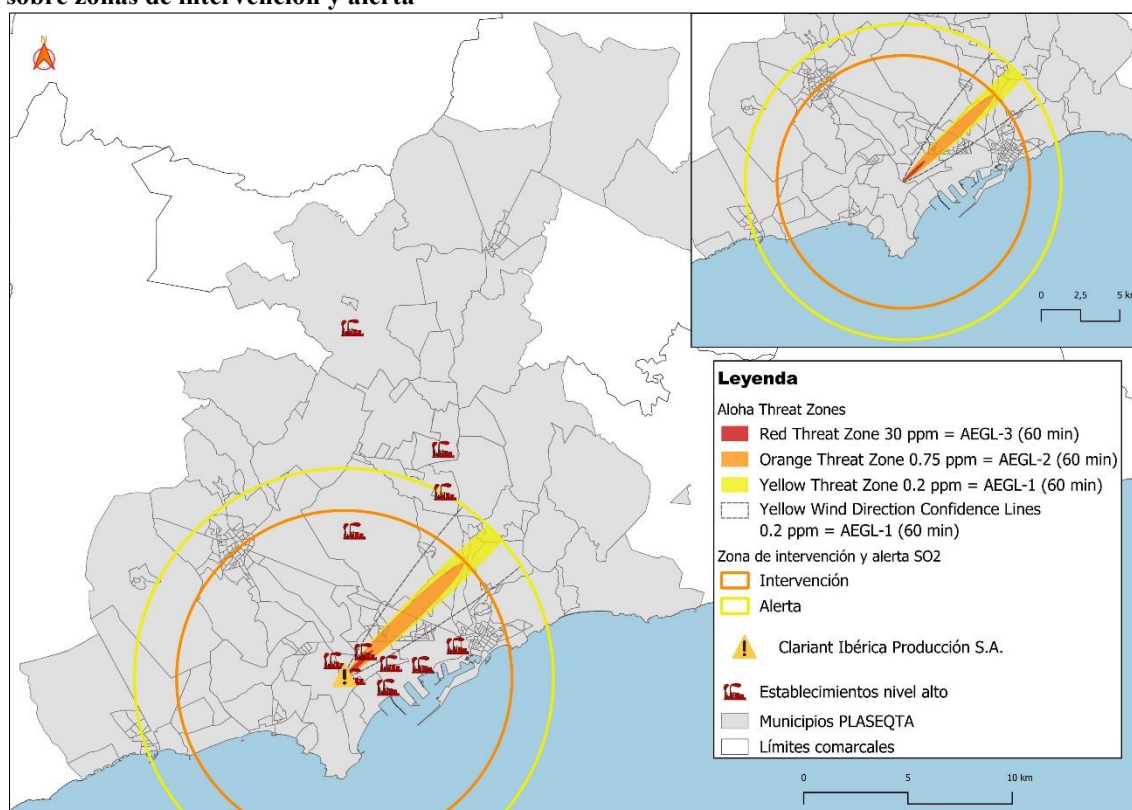 sobre zonas de intervención y alerta
N
0 2,5 5 km
Leyenda
Aloha Threat Zones
Red Threat Zone 30 ppm = AEGL-3 (60 min)
Orange Threat Zone 0.75 ppm = AEGL-2 (60 min)
Yellow Threat Zone 0.2 ppm = AEGL-1 (60 min)
Yellow Wind Direction Confidence Lines
0.2 ppm = AEGL-1 (60 min)
Zona de intervención y alerta SO2
Intervención
Alerta
Clariant Ibérica Producción S.A.
Establecimientos nivel alto
Municipios PLASEQTA
Límites comarcales
0 5 10 km